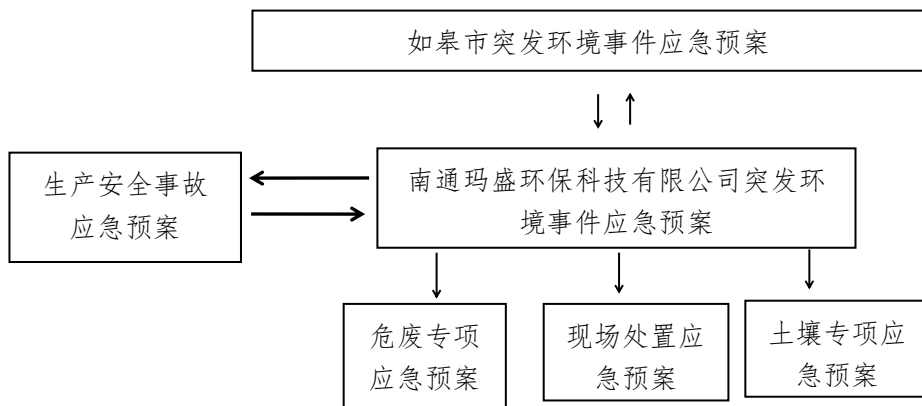 如皋市突发环境事件应急预案
生产安全事故
应急预案
南通玛盛环保科技有限公司突发环
境事件应急预案
危废专项
应急预案
现场处置应
急预案
土壤专项应
急预案